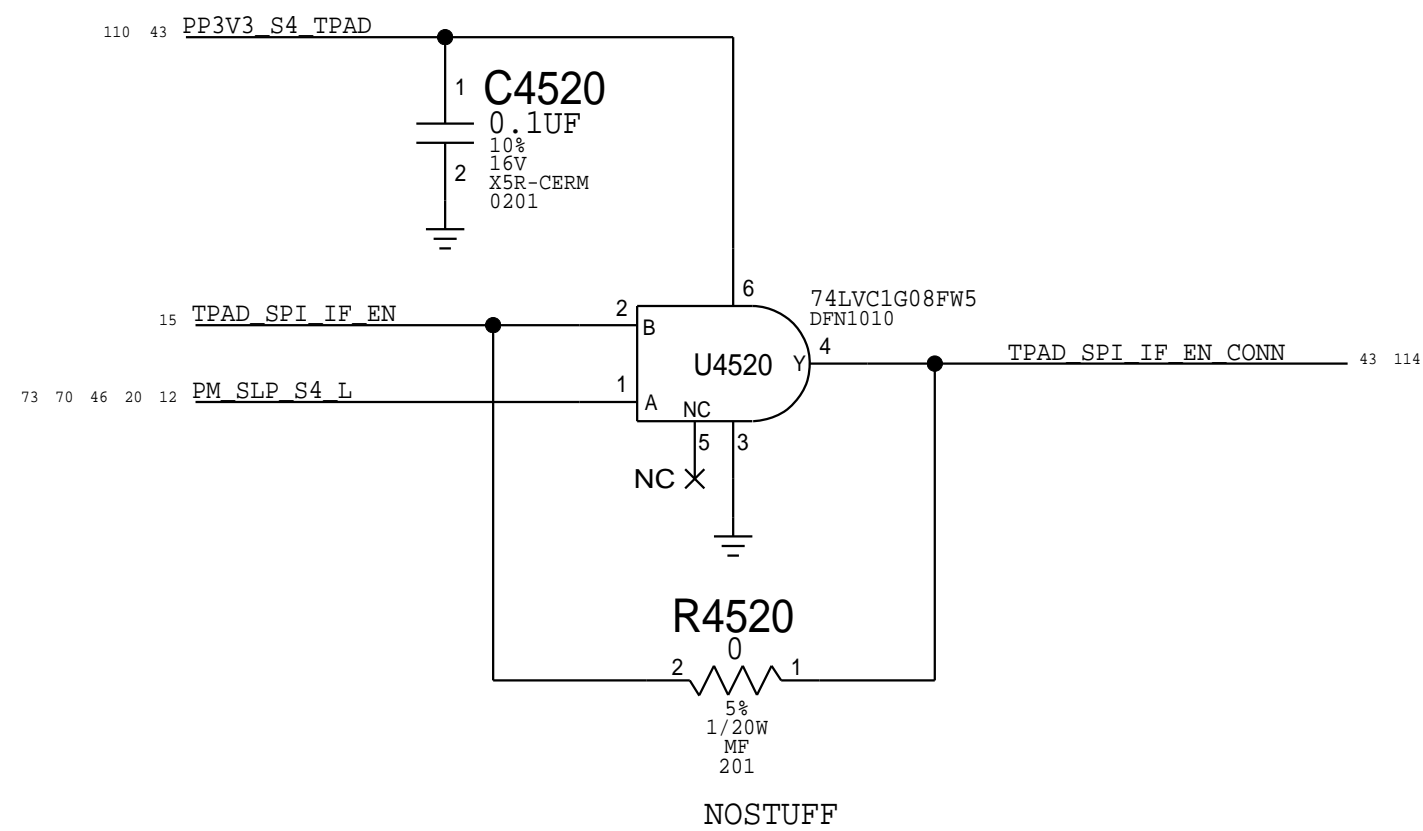 110 43 PP3V3_S4_TPAD
1
C4520
0.1UF
10%
16V
2
X5R-CERM
0201
6
74LVC1G08FW5
DFN1010
15 TPAD_SPI_IF_EN
2
B
U4520
Y
4
TPAD_SPI_IF_EN_CONN 43 114
73 70 46 20 12 PM_SLP_S4_L
1
A
NC
5
3
NC
R4520
0
2
1
5%
1/20W
MF
201
NOSTUFF